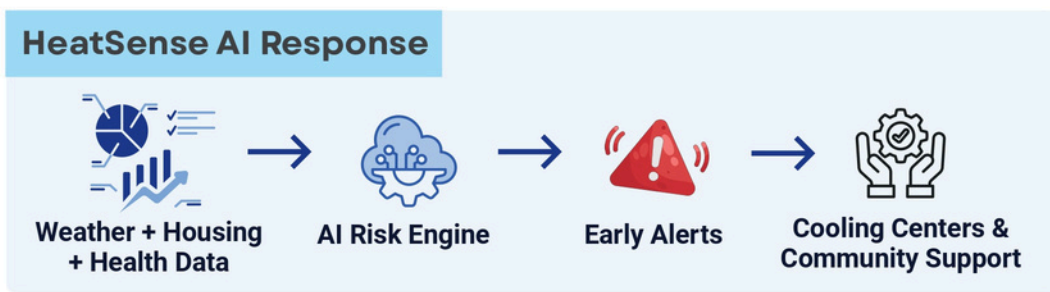 HeatSense AI Response
Weather + Housing
+ Health Data
AI Risk Engine
Early Alerts
Cooling Centers &
Community Support